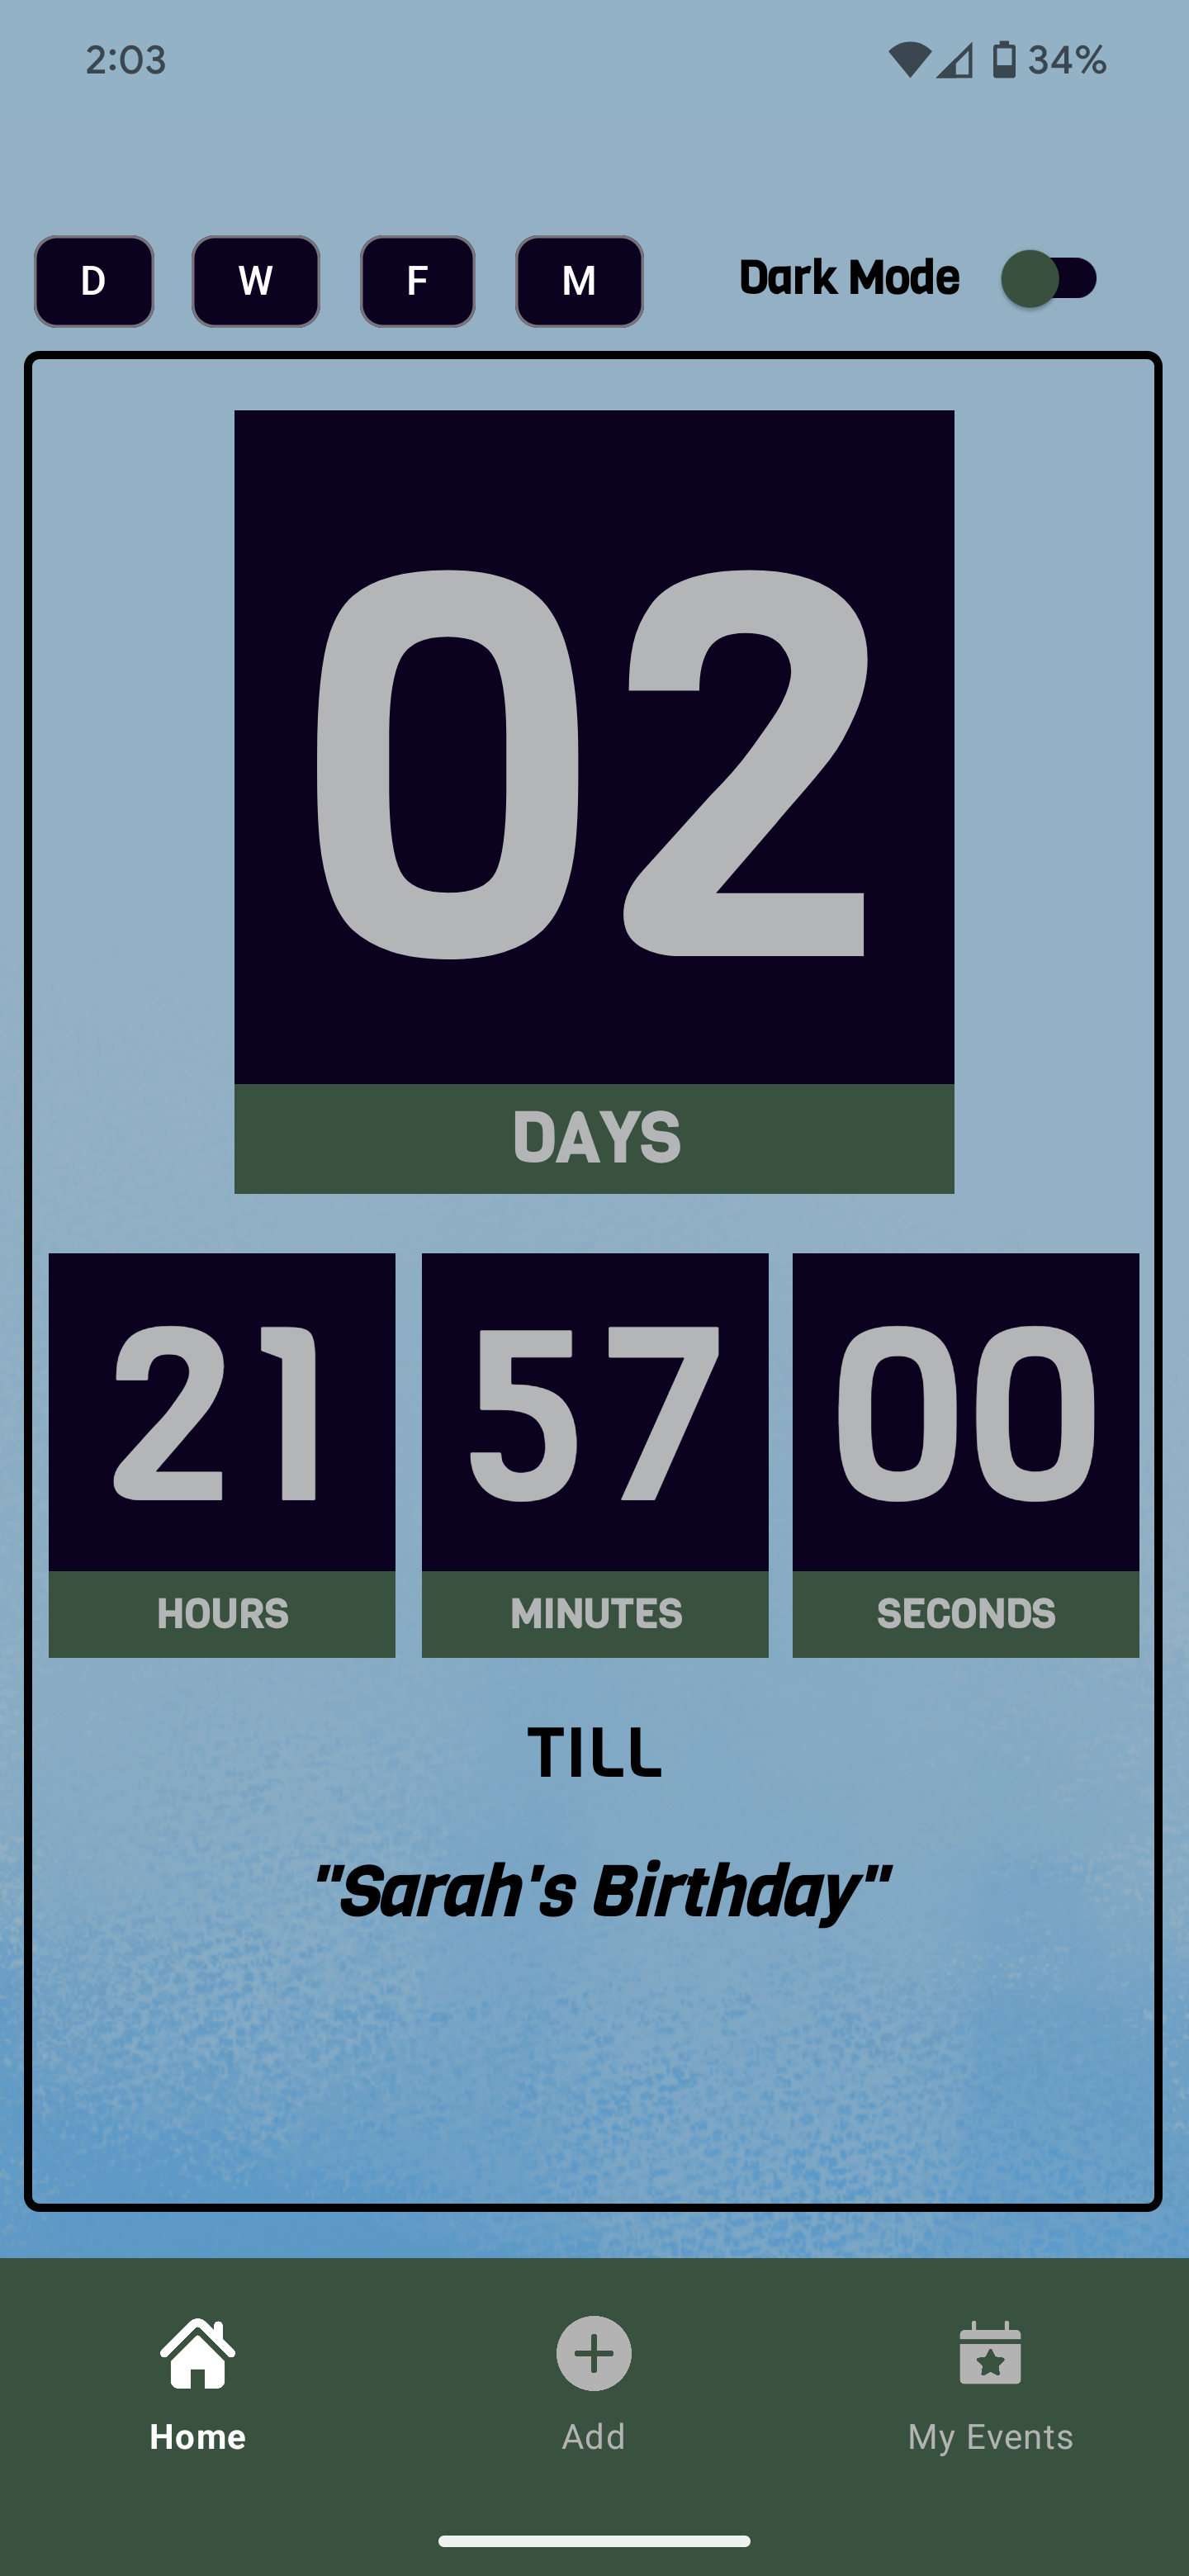 2:03 34%
D W F M Dark Mode
02
DAYS
21 57 00
HOURS MINUTES SECONDS
TILL
"Sarah's Birthday"
Home Add My Events